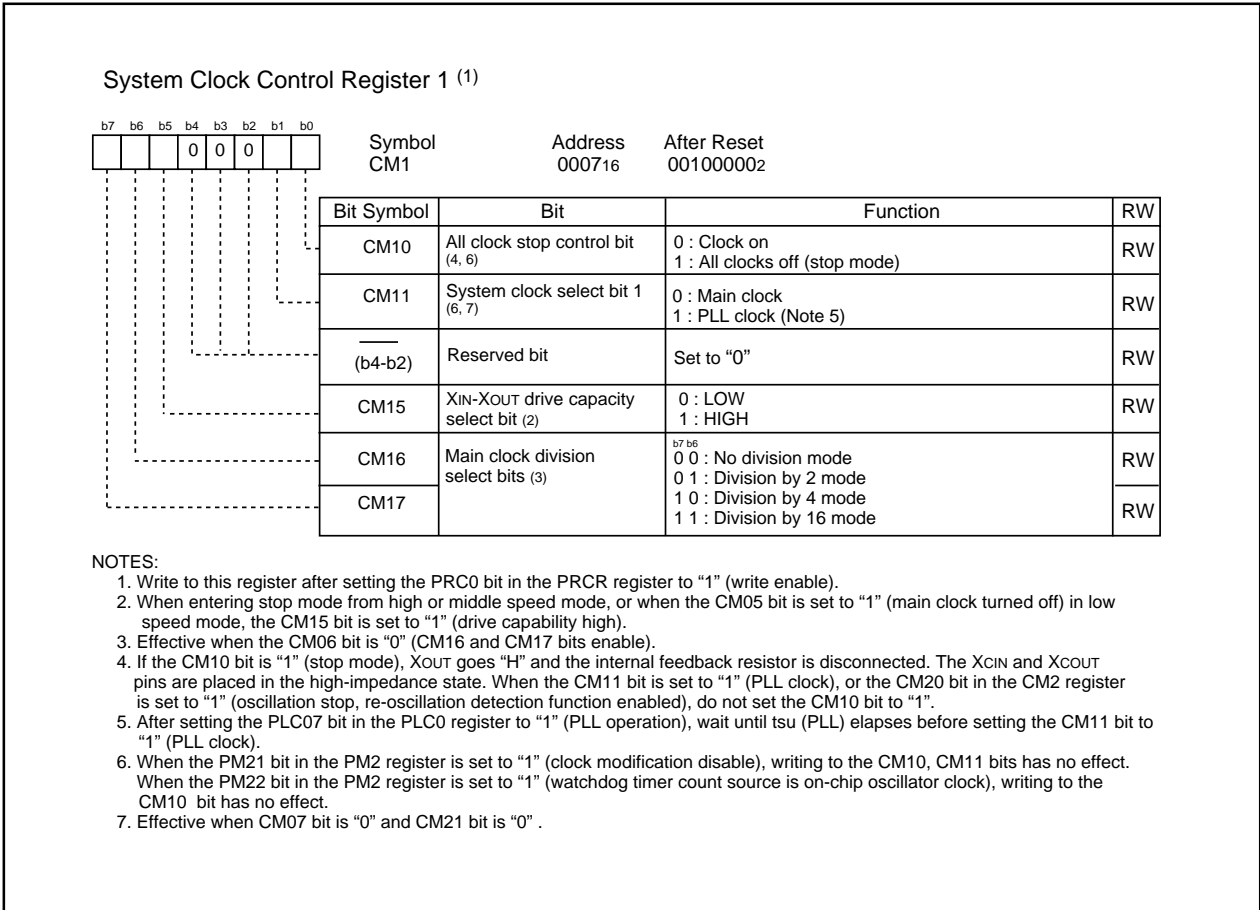 System Clock Control Register 1 (1)
b7 b6 b5 b4 b3 b2 b1 b0
0 0 0
Symbol Address After Reset
CM1 000716 001000002
Bit Symbol Bit Function RW
CM10 All clock stop control bit (4, 6) 0 : Clock on RW
1 : All clocks off (stop mode)
CM11 System clock select bit 1 (6, 7) 0 : Main clock RW
1 : PLL clock (Note 5)
(b4-b2) Reserved bit Set to “0” RW
CM15 XIN-XOUT drive capacity 0 : LOW RW
select bit (2) 1 : HIGH
b7 b6
CM16 Main clock division 0 0 : No division mode RW
select bits (3) 0 1 : Division by 2 mode
CM17 1 0 : Division by 4 mode RW
1 1 : Division by 16 mode
NOTES:
1. Write to this register after setting the PRC0 bit in the PRCR register to “1” (write enable).
2. When entering stop mode from high or middle speed mode, or when the CM05 bit is set to “1” (main clock turned off) in low
speed mode, the CM15 bit is set to “1” (drive capability high).
3. Effective when the CM06 bit is “0” (CM16 and CM17 bits enable).
4. If the CM10 bit is “1” (stop mode), XOUT goes “H” and the internal feedback resistor is disconnected. The XCIN and XCOUT
pins are placed in the high-impedance state. When the CM11 bit is set to “1” (PLL clock), or the CM20 bit in the CM2 register
is set to “1” (oscillation stop, re-oscillation detection function enabled), do not set the CM10 bit to “1”.
5. After setting the PLC07 bit in the PLC0 register to “1” (PLL operation), wait until tsu (PLL) elapses before setting the CM11 bit to
“1” (PLL clock).
6. When the PM21 bit in the PM2 register is set to “1” (clock modification disable), writing to the CM10, CM11 bits has no effect.
When the PM22 bit in the PM2 register is set to “1” (watchdog timer count source is on-chip oscillator clock), writing to the
CM10 bit has no effect.
7. Effective when CM07 bit is “0” and CM21 bit is “0” .